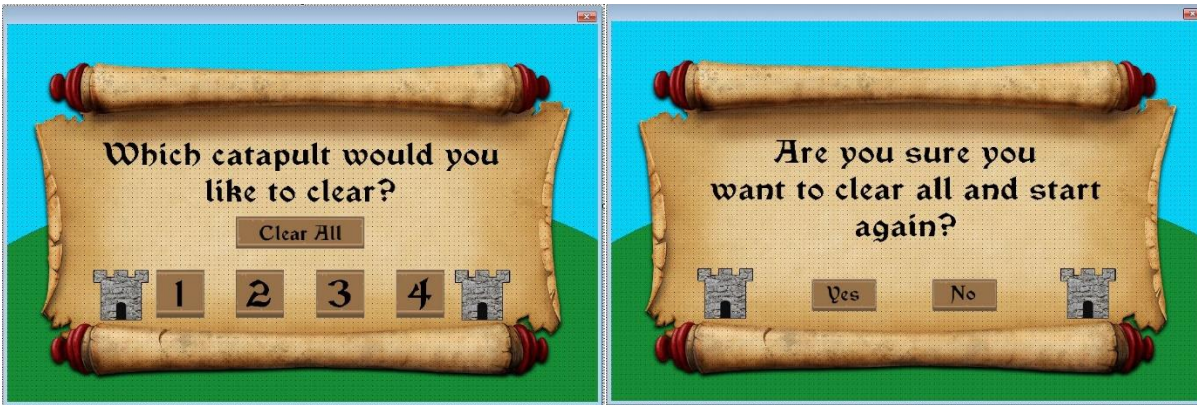 Which catapult would you
like to clear?
Clear All
1 2 3 4
Are you sure you
want to clear all and start
again?
Yes No